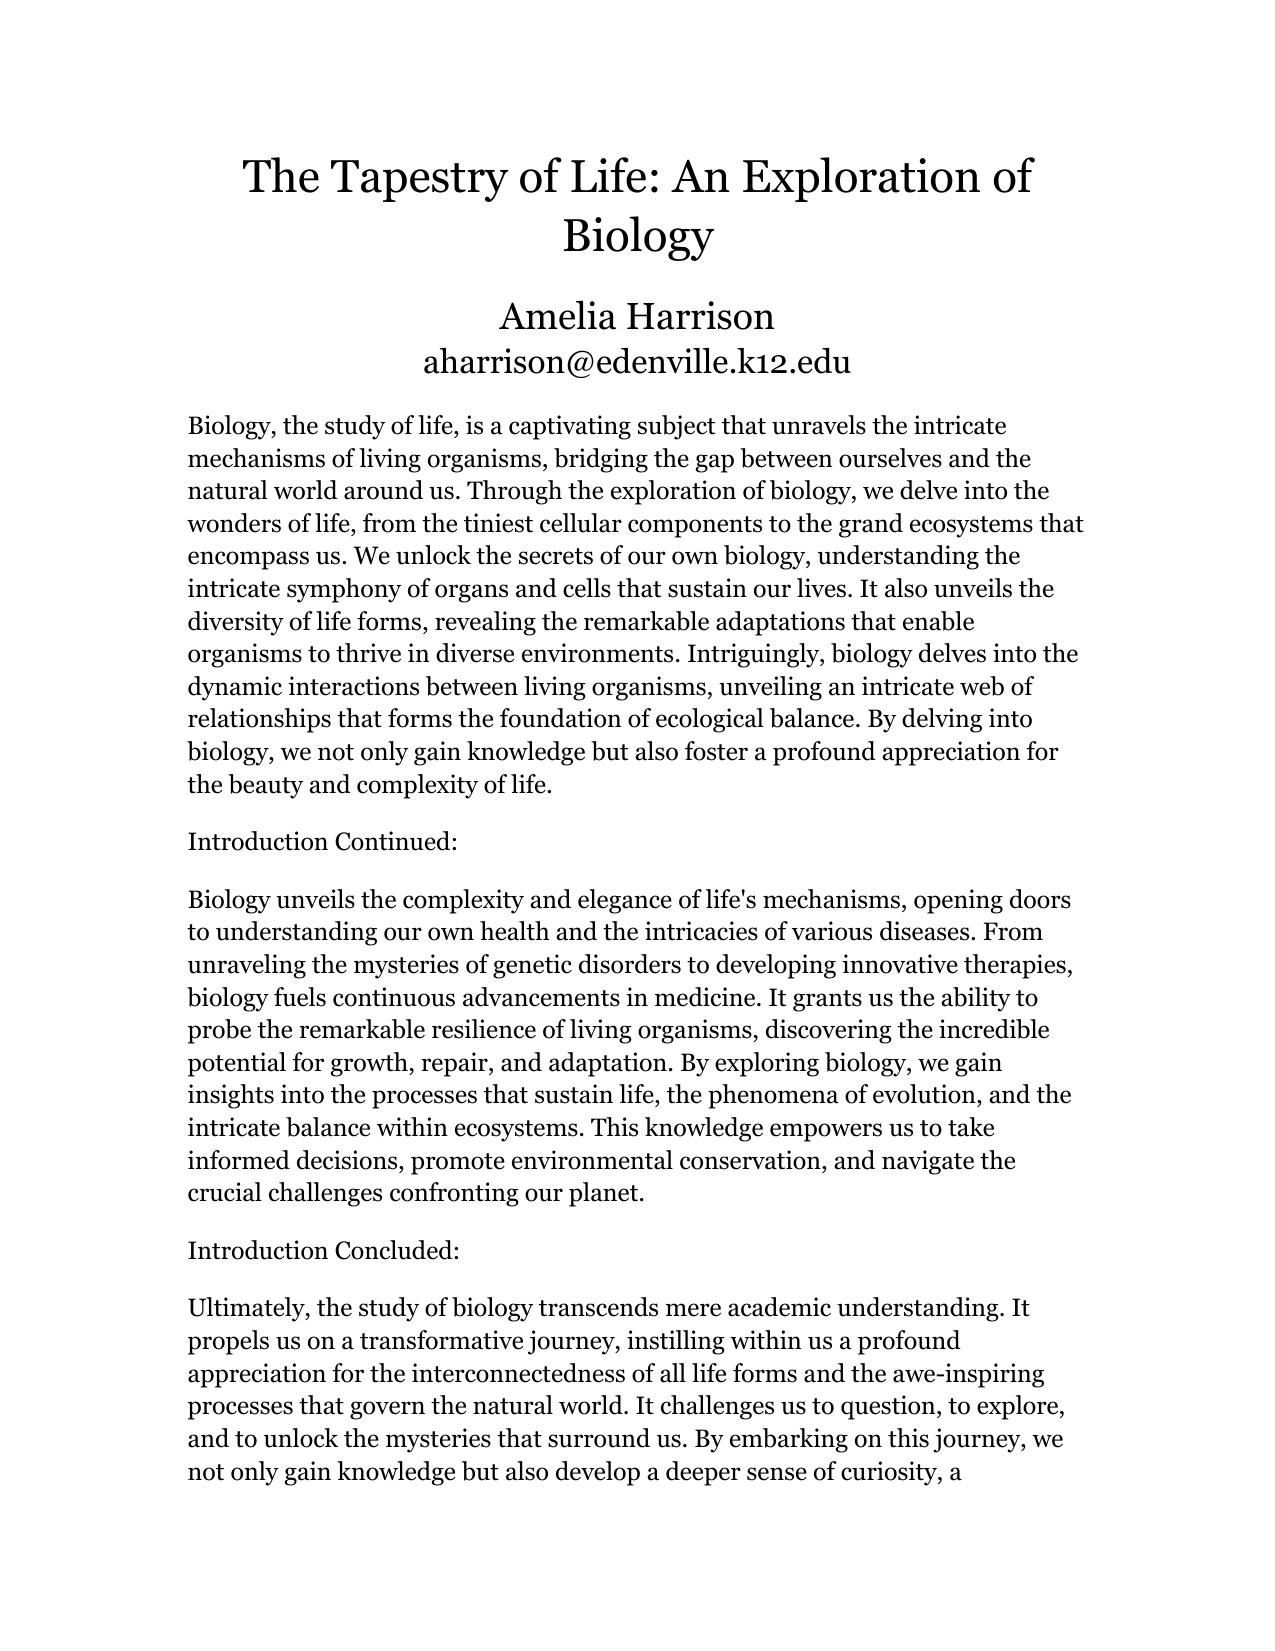 The Tapestry of Life: An Exploration of
Biology
Amelia Harrison
aharrison@edenville.k12.edu
Biology, the study of life, is a captivating subject that unravels the intricate
mechanisms of living organisms, bridging the gap between ourselves and the
natural world around us. Through the exploration of biology, we delve into the
wonders of life, from the tiniest cellular components to the grand ecosystems that
encompass us. We unlock the secrets of our own biology, understanding the
intricate symphony of organs and cells that sustain our lives. It also unveils the
diversity of life forms, revealing the remarkable adaptations that enable
organisms to thrive in diverse environments. Intriguingly, biology delves into the
dynamic interactions between living organisms, unveiling an intricate web of
relationships that forms the foundation of ecological balance. By delving into
biology, we not only gain knowledge but also foster a profound appreciation for
the beauty and complexity of life.
Introduction Continued:
Biology unveils the complexity and elegance of life's mechanisms, opening doors
to understanding our own health and the intricacies of various diseases. From
unraveling the mysteries of genetic disorders to developing innovative therapies,
biology fuels continuous advancements in medicine. It grants us the ability to
probe the remarkable resilience of living organisms, discovering the incredible
potential for growth, repair, and adaptation. By exploring biology, we gain
insights into the processes that sustain life, the phenomena of evolution, and the
intricate balance within ecosystems. This knowledge empowers us to take
informed decisions, promote environmental conservation, and navigate the
crucial challenges confronting our planet.
Introduction Concluded:
Ultimately, the study of biology transcends mere academic understanding. It
propels us on a transformative journey, instilling within us a profound
appreciation for the interconnectedness of all life forms and the awe-inspiring
processes that govern the natural world. It challenges us to question, to explore,
and to unlock the mysteries that surround us. By embarking on this journey, we
not only gain knowledge but also develop a deeper sense of curiosity, a